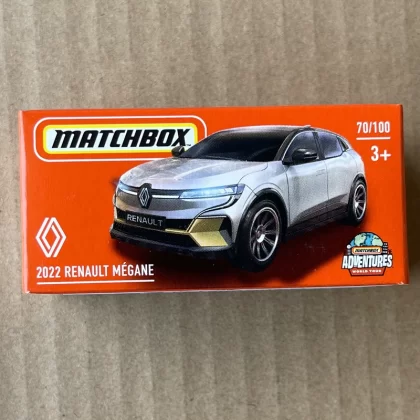 MATCHBOX
70/100
3+
RENAULT
2022 RENAULT MÉGANE
MATCHBOX
ADVENTURES
WORLD TOUR